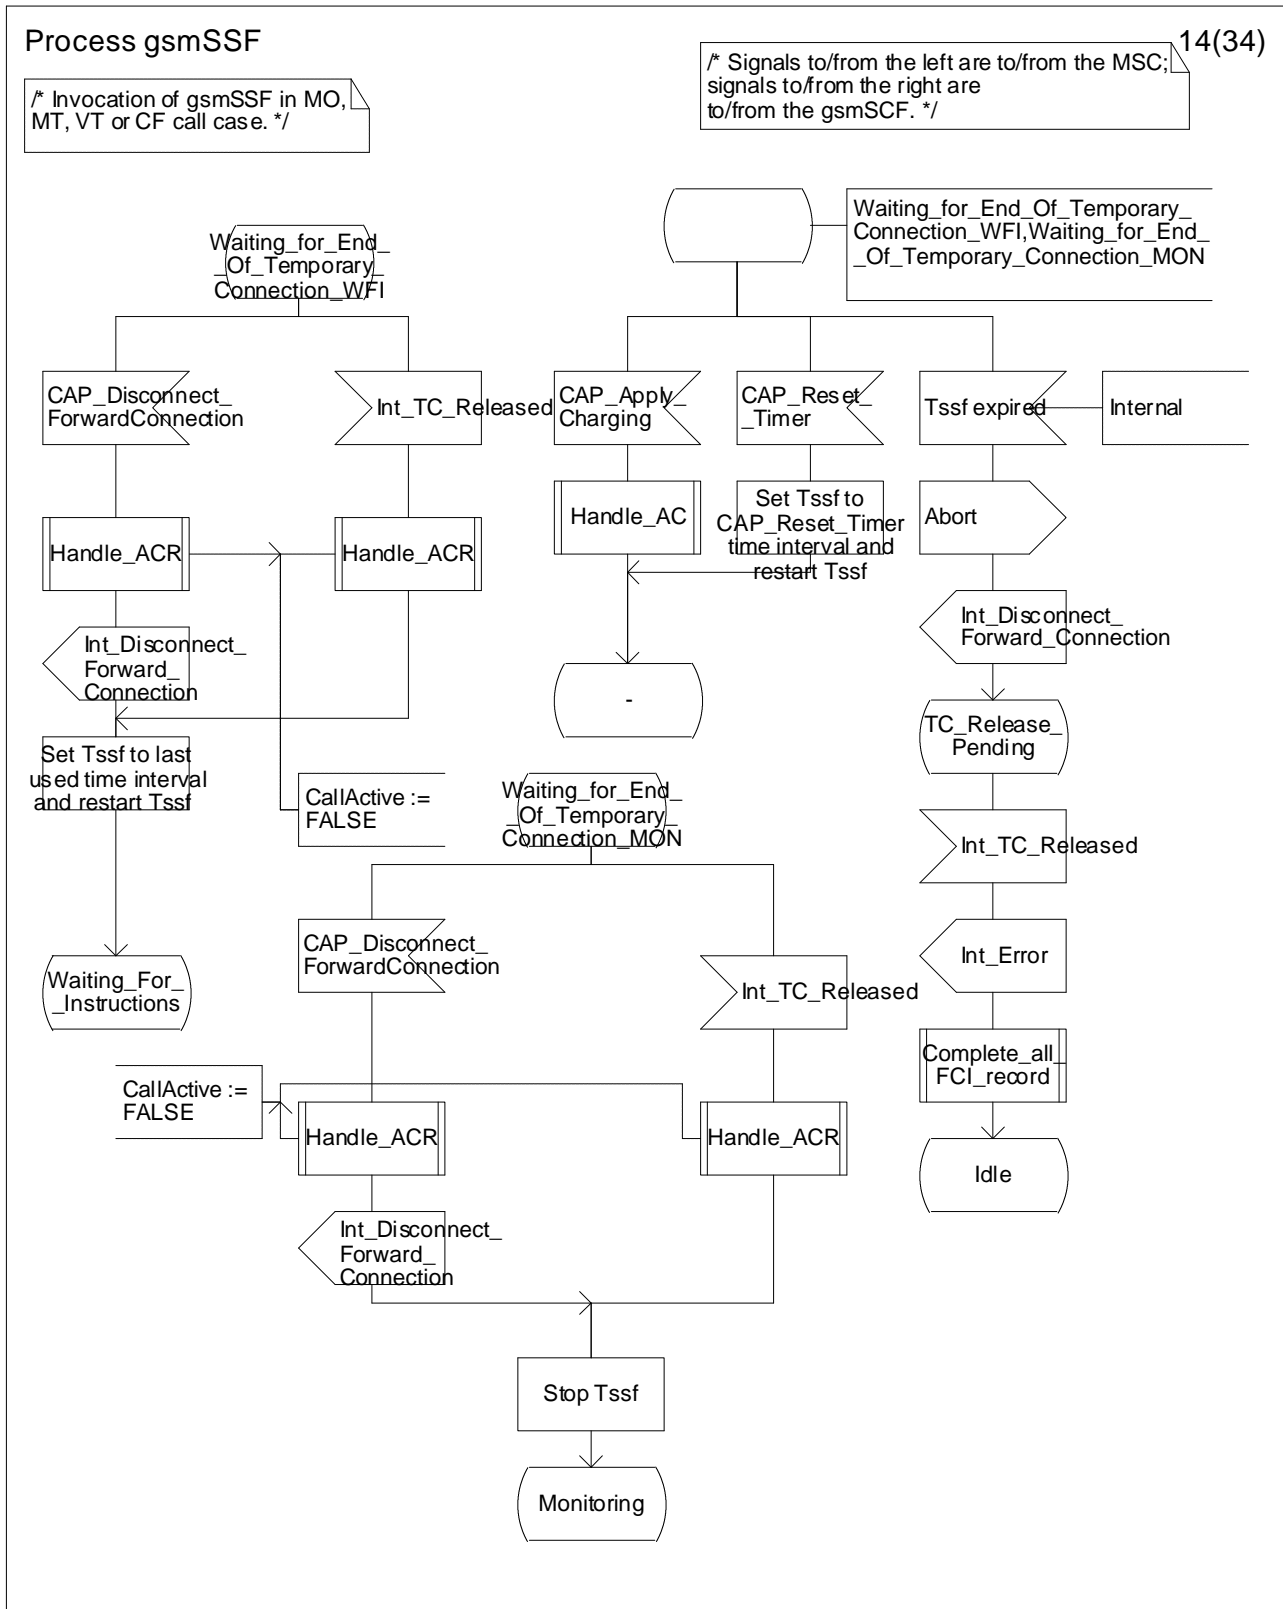 Process gsmSSF
14(34)
/* Invocation of gsmSSF in MO,
MT, VT or CF call case. */
/* Signals to/from the left are to/from the MSC;
signals to/from the right are
to/from the gsmSCF. */
Waiting_for_End_
_Of_Temporary_
Connection_WFI
Waiting_for_End_Of_Temporary_
Connection_WFI,Waiting_for_End_
_Of_Temporary_Connection_MON
CAP_Disconnect_
ForwardConnection
Int_TC_Released
CAP_Apply_
Charging
CAP_Reset_
_Timer
Tssf expired
Internal
Handle_ACR
Handle_ACR
Handle_AC
Set Tssf to
CAP_Reset_Timer
time interval and
restart Tssf
Abort
Int_Disconnect_
Forward_
Connection
Int_Disconnect_
Forward_Connection
-
TC_Release_
Pending
Set Tssf to last
used time interval
and restart Tssf
CallActive :=
FALSE
Waiting_for_End_
_Of_Temporary_
Connection_MON
Int_TC_Released
CAP_Disconnect_
ForwardConnection
Int_TC_Released
Int_Error
Waiting_For_
_Instructions
Complete_all_
_FCI_record
CallActive :=
FALSE
Handle_ACR
Handle_ACR
Idle
Int_Disconnect_
Forward_
Connection
Stop Tssf
Monitoring